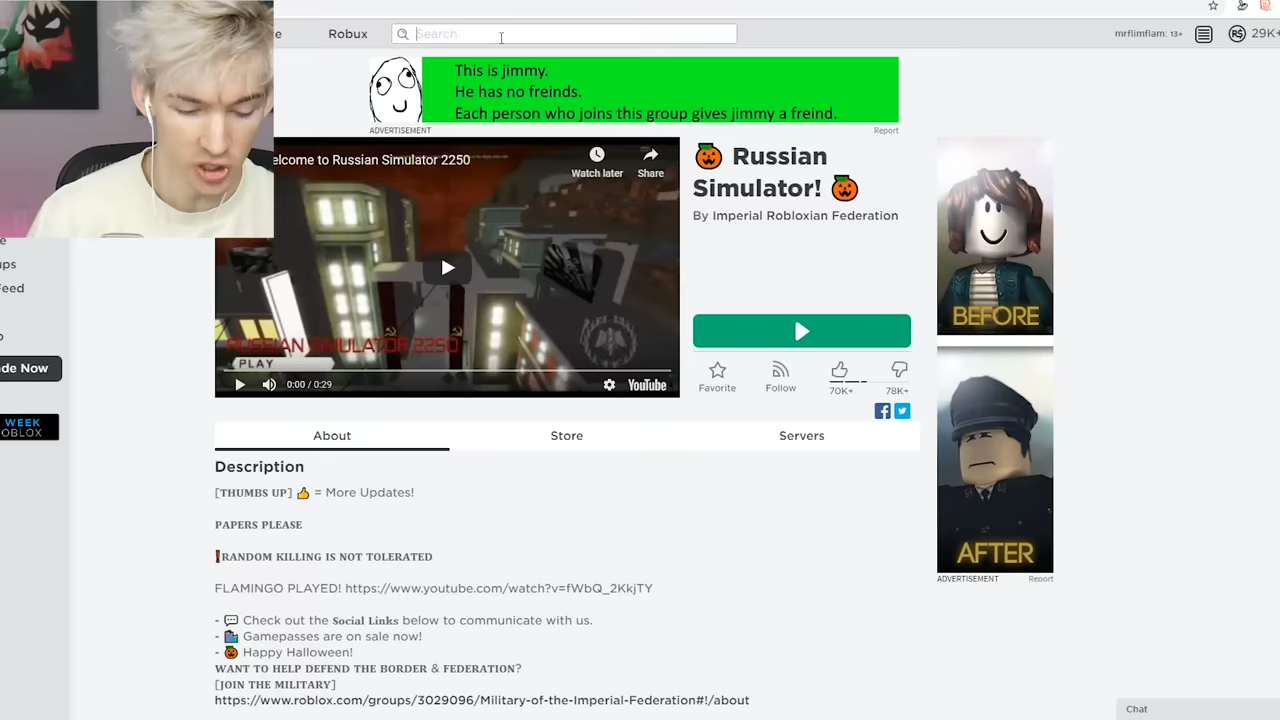 Robux
Search
mrflimflam: 13+
29K+
This is jimmy.
He has no freinds.
Each person who joins this group gives jimmy a freind.
ADVERTISEMENT
Report
elcome to Russian Simulator 2250
Watch later
Share
RUSSIAN SIMULATOR 2250
PLAY
0:00 / 0:29
YouTube
🎃 Russian
Simulator! 🎃
By Imperial Robloxian Federation
Favorite
Follow
70K+
78K+
BEFORE
AFTER
ADVERTISEMENT
Report
ups
Feed
de Now
WEEK
OBLOX
About
Store
Servers
Description
[THUMBS UP] 👍 = More Updates!
PAPERS PLEASE
❗RANDOM KILLING IS NOT TOLERATED
FLAMINGO PLAYED! https://www.youtube.com/watch?v=fWbQ_2KkjTY
- 💬 Check out the Social Links below to communicate with us.
- 🛍 Gamepasses are on sale now!
- 🎃 Happy Halloween!
WANT TO HELP DEFEND THE BORDER & FEDERATION?
[JOIN THE MILITARY]
https://www.roblox.com/groups/3029096/Military-of-the-Imperial-Federation#!/about
Chat